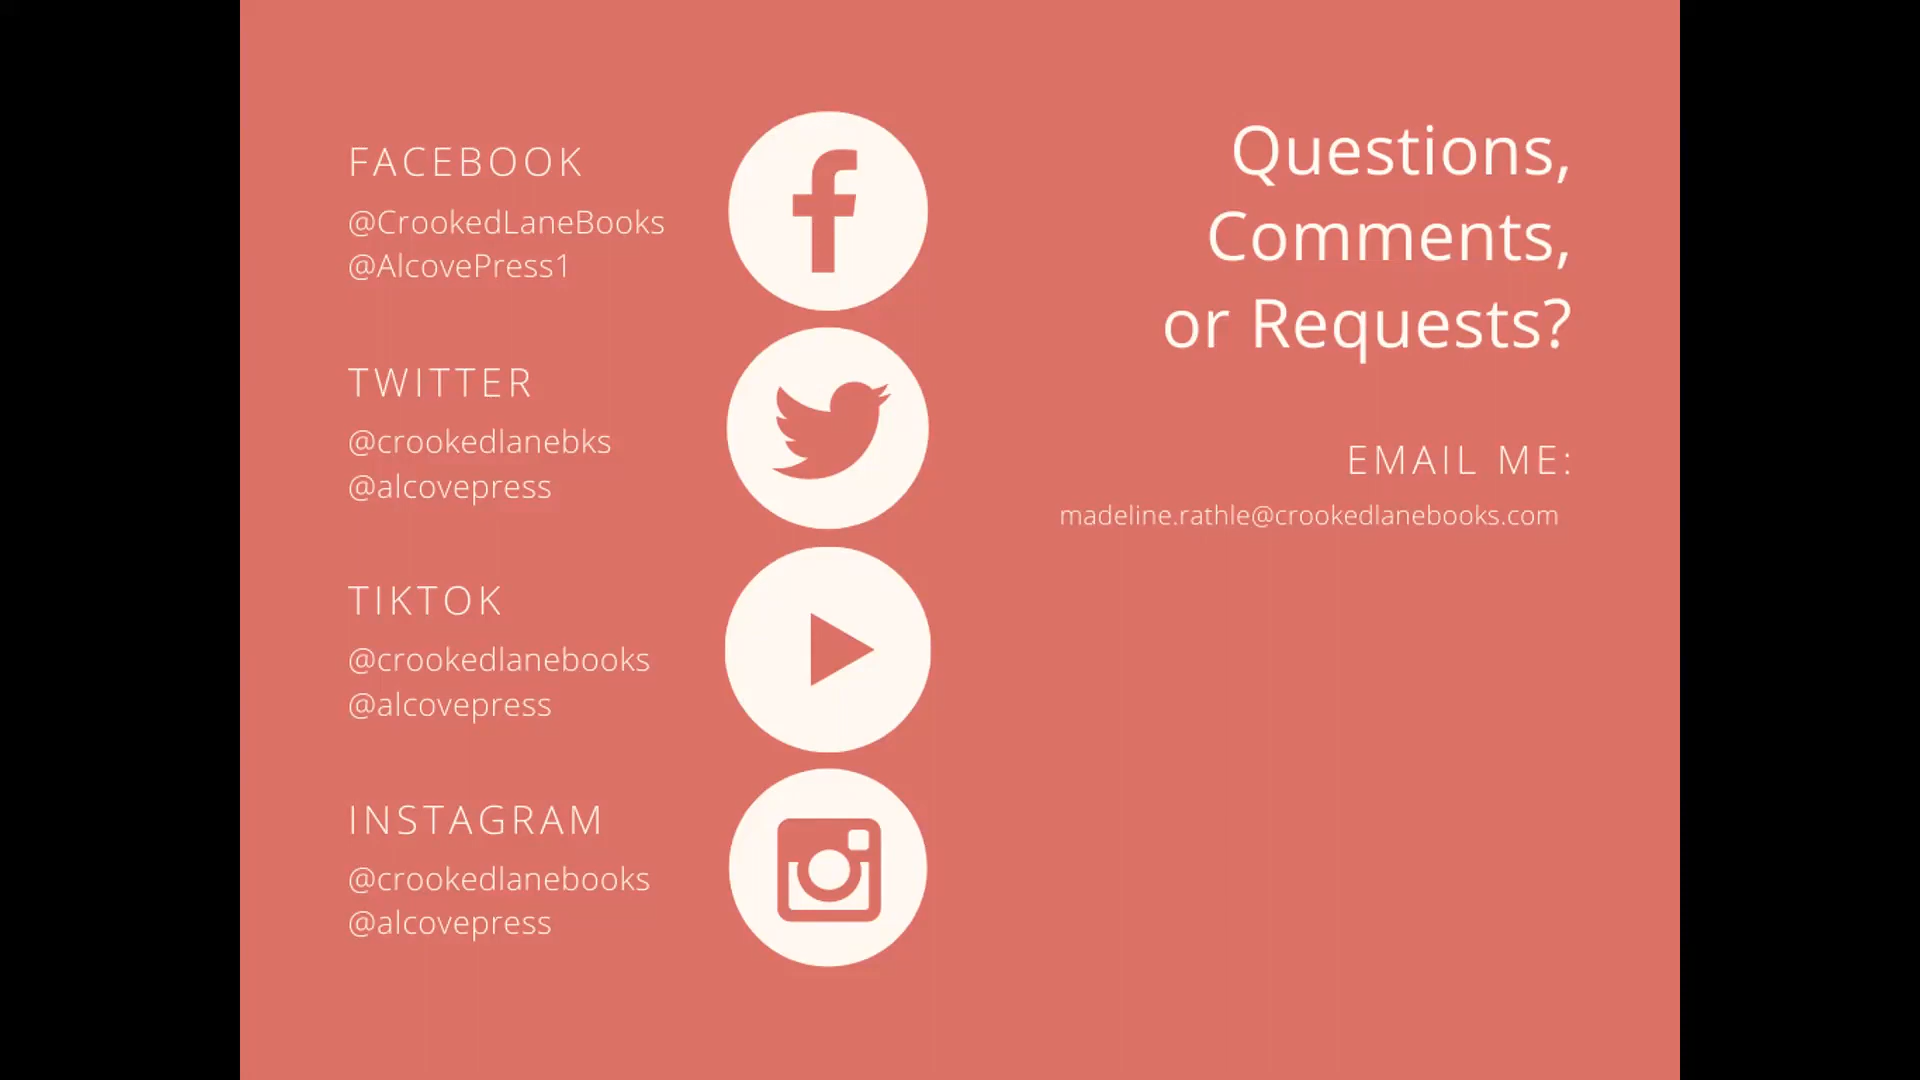 FACEBOOK
@CrookedLaneBooks
@AlcovePress1
TWITTER
@crookedlanebks
@alcovepress
TIKTOK
@crookedlanebooks
@alcovepress
INSTAGRAM
@crookedlanebooks
@alcovepress
Questions,
Comments,
or Requests?
EMAIL ME:
madeline.rathle@crookedlanebooks.com